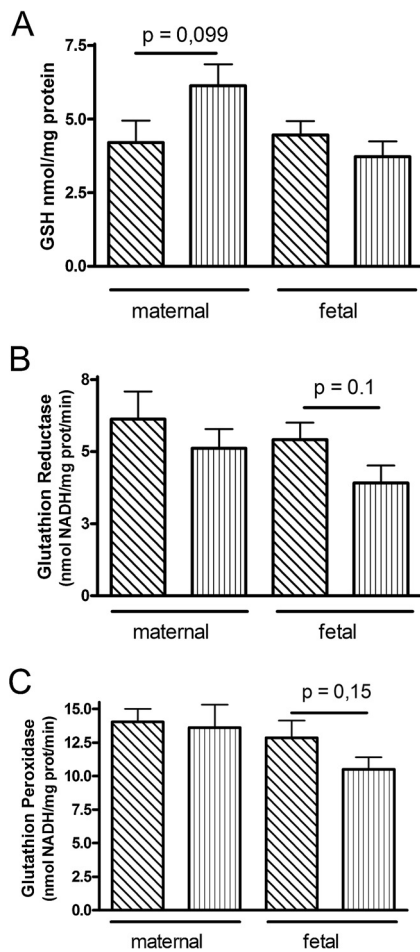 A
p = 0,099
GSH nmol/mg protein
7.5
5.0
2.5
0.0
maternal
fetal
B
p = 0.1
Glutathion Reductase
(nmol NADH/mg prot/min)
8
5
3
0
maternal
fetal
C
p = 0,15
Glutathion Peroxidase
(nmol NADH/mg prot/min)
15.0
12.5
10.0
7.5
5.0
2.5
0.0
maternal
fetal